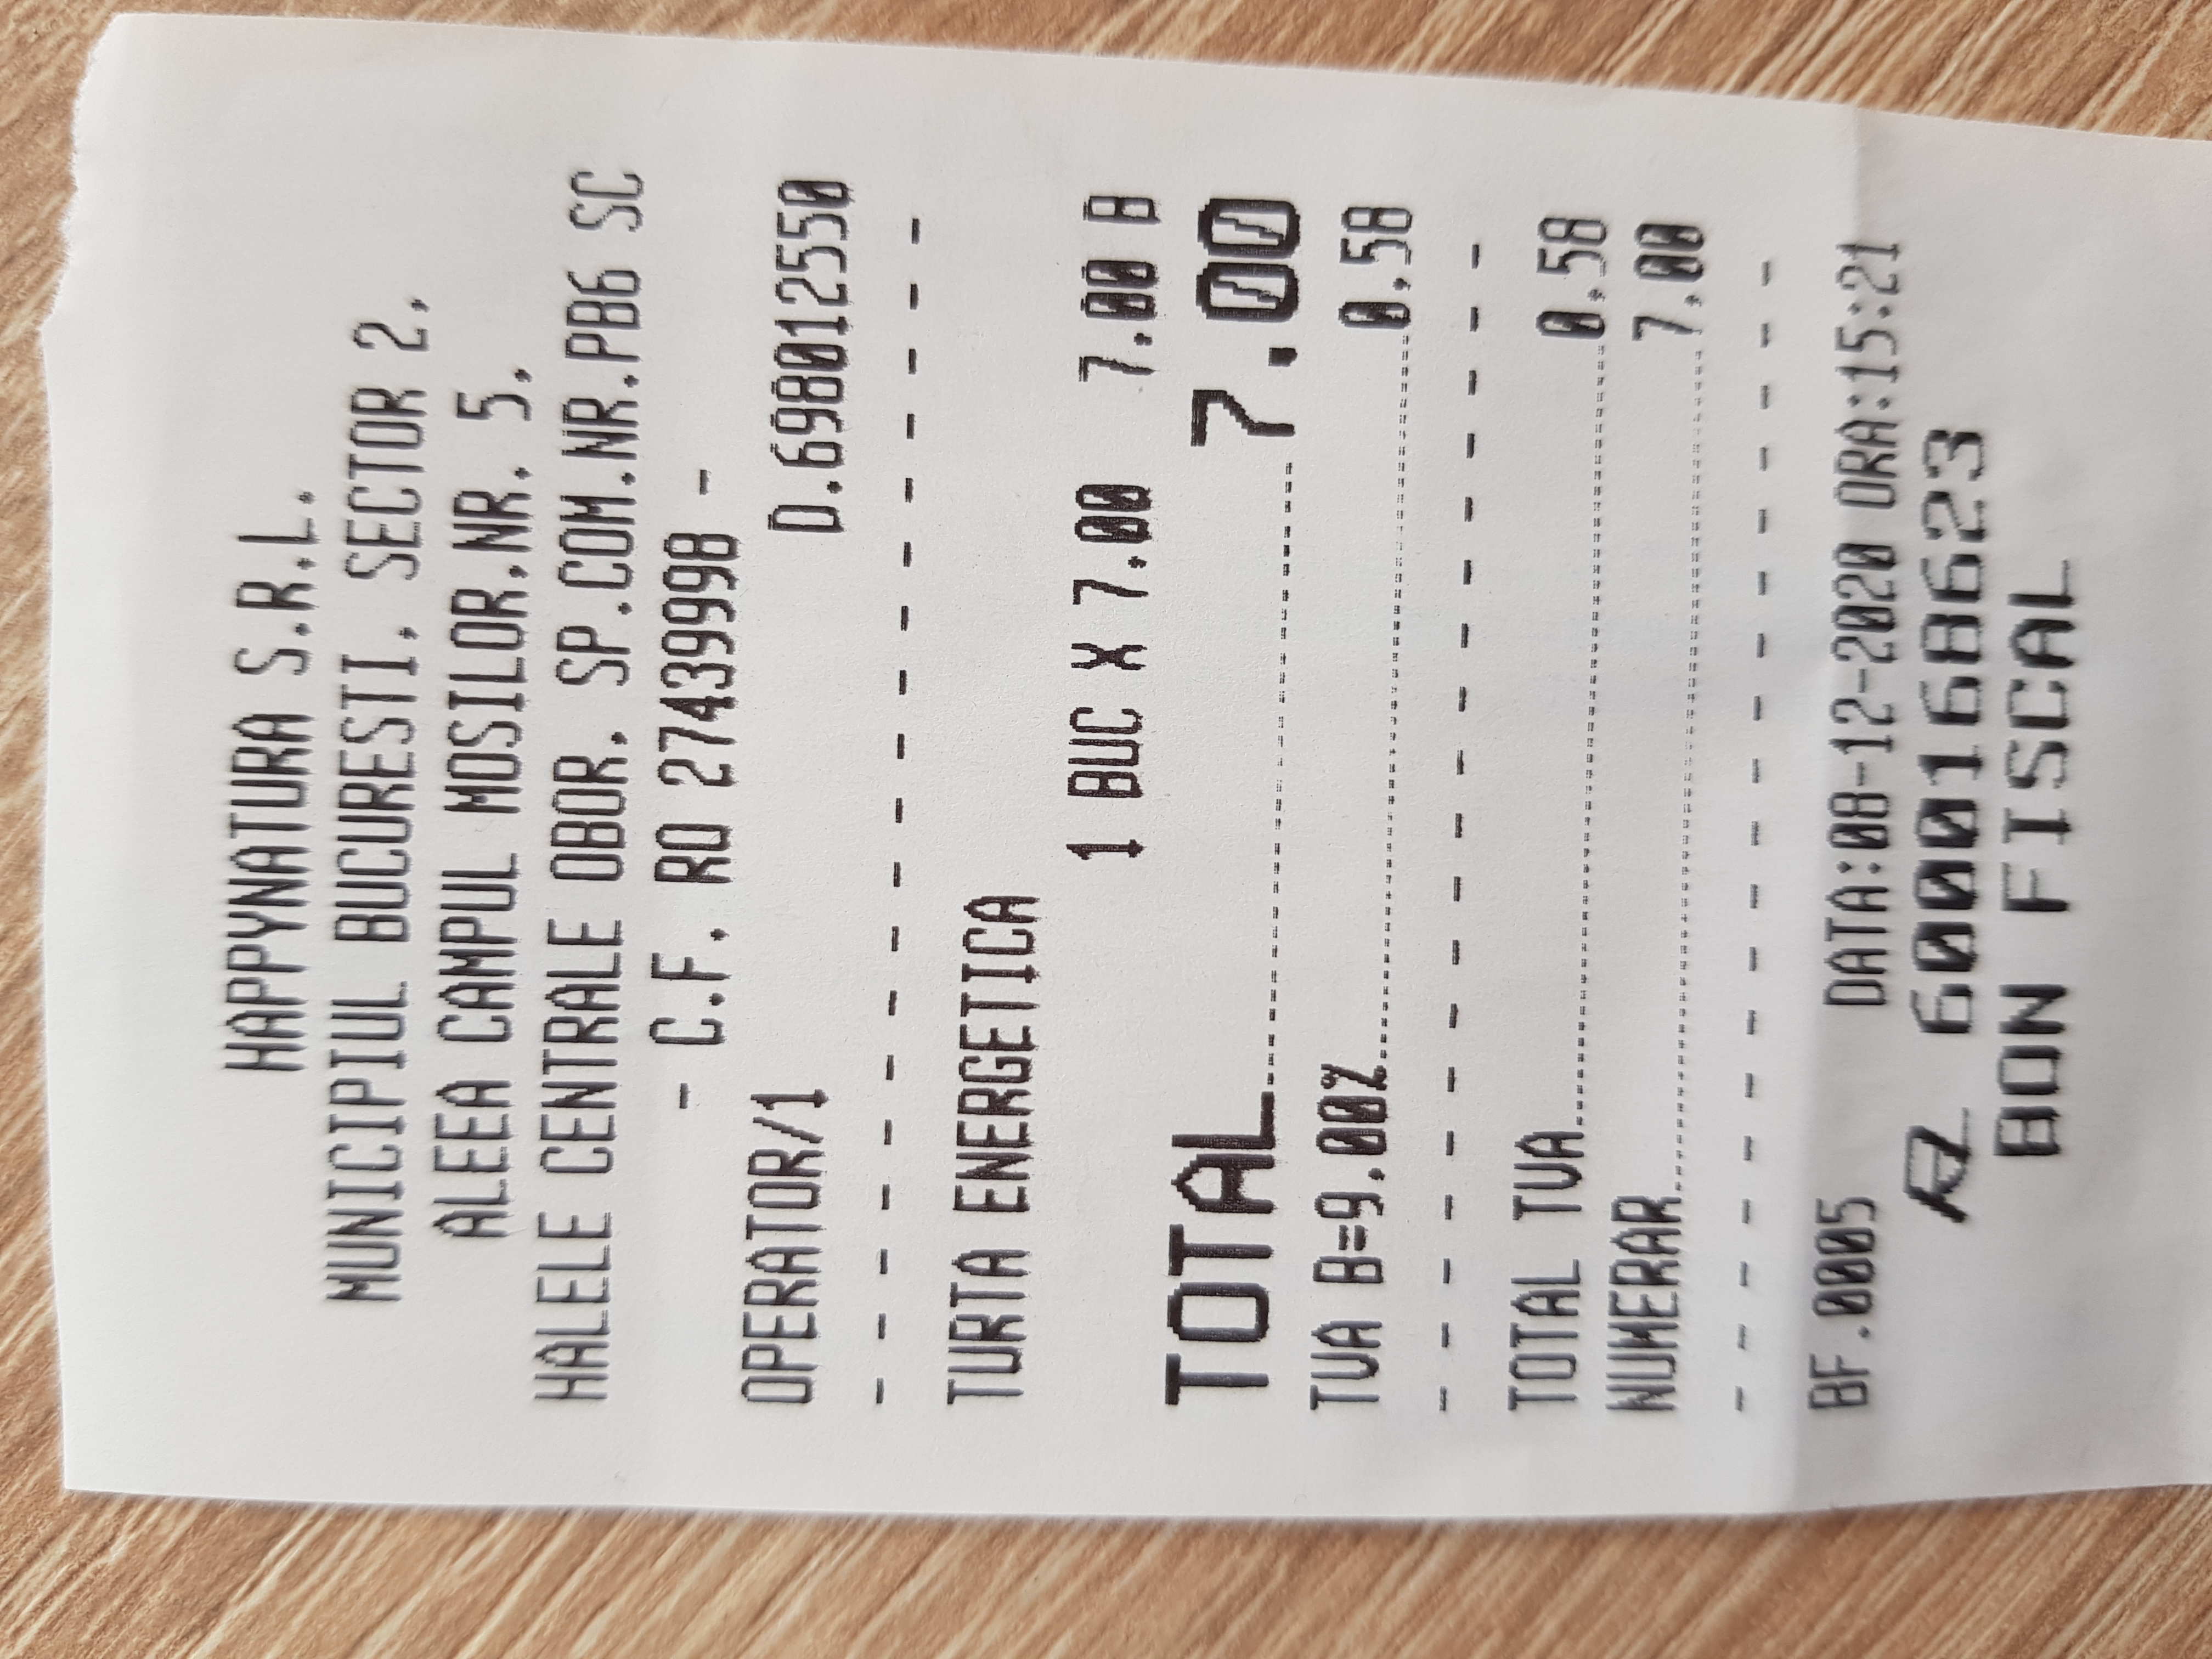 HAPPYNATURA S.R.L.
MUNICIPIUL BUCURESTI, SECTOR 2,
ALEEA CAMPUL MOSILOR,NR. 5,
HALELE CENTRALE OBOR, SP.COM.NR.PB6 SC
- C.F. RO 27439998 -
OPERATOR/1 D.698012550
- - - - - - - - - - - - - - - - - - -
TURTA ENERGETICA
1 BUC X 7.00 7.00 B
TOTAL 7.00
TVA B=9.00% 0.58
- - - - - - - - - - - - - - - - - - -
TOTAL TVA 0.58
NUMERAR 7.00
- - - - - - - - - - - - - - - - - - -
BF.0005 DATA:08-12-2020 ORA:15:21
R 6000168623
BON FISCAL